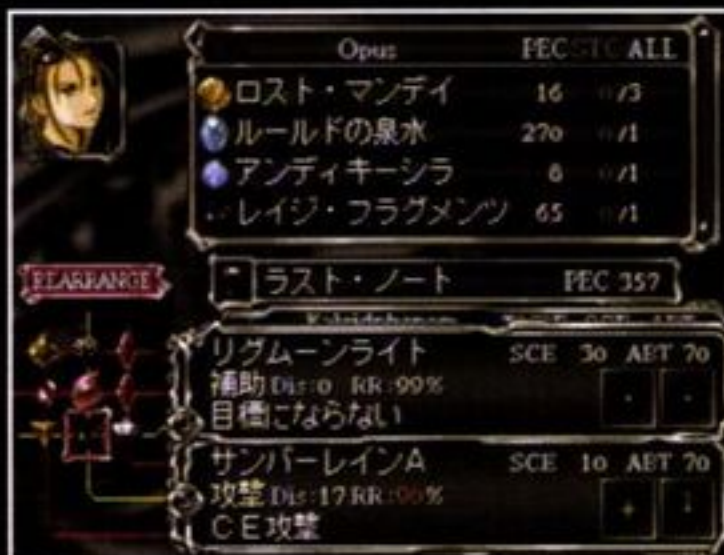 Opus PEC STC ALL
ロスト・マンデイ 16 0/3
ルールドの泉水 270 0/1
アンディキーシラ 8 0/1
レイジ・フラグメンツ 65 0/1
REARRANGE
ラスト・ノート PEC 357
リグムーンライト SCE 30 ABT 70
補助 Dis:0 RR:99%
目標にならない
サンバーレインA SCE 10 ABT 70
攻撃 Dis:17 RR:90%
CE攻撃